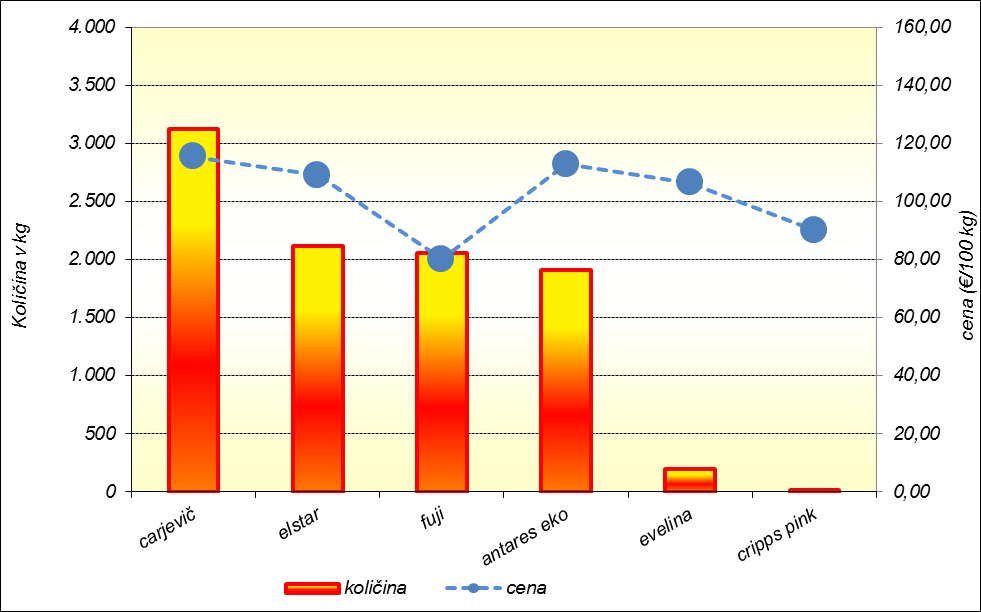 4.000
3.500
3.000
2.500
2.000
1.500
1.000
500
0
Količina v kg
160,00
140,00
120,00
100,00
80,00
60,00
40,00
20,00
0,00
cena (€/100 kg)
carjevič
elstar
fuji
antares eko
evelina
cripps pink
količina
cena